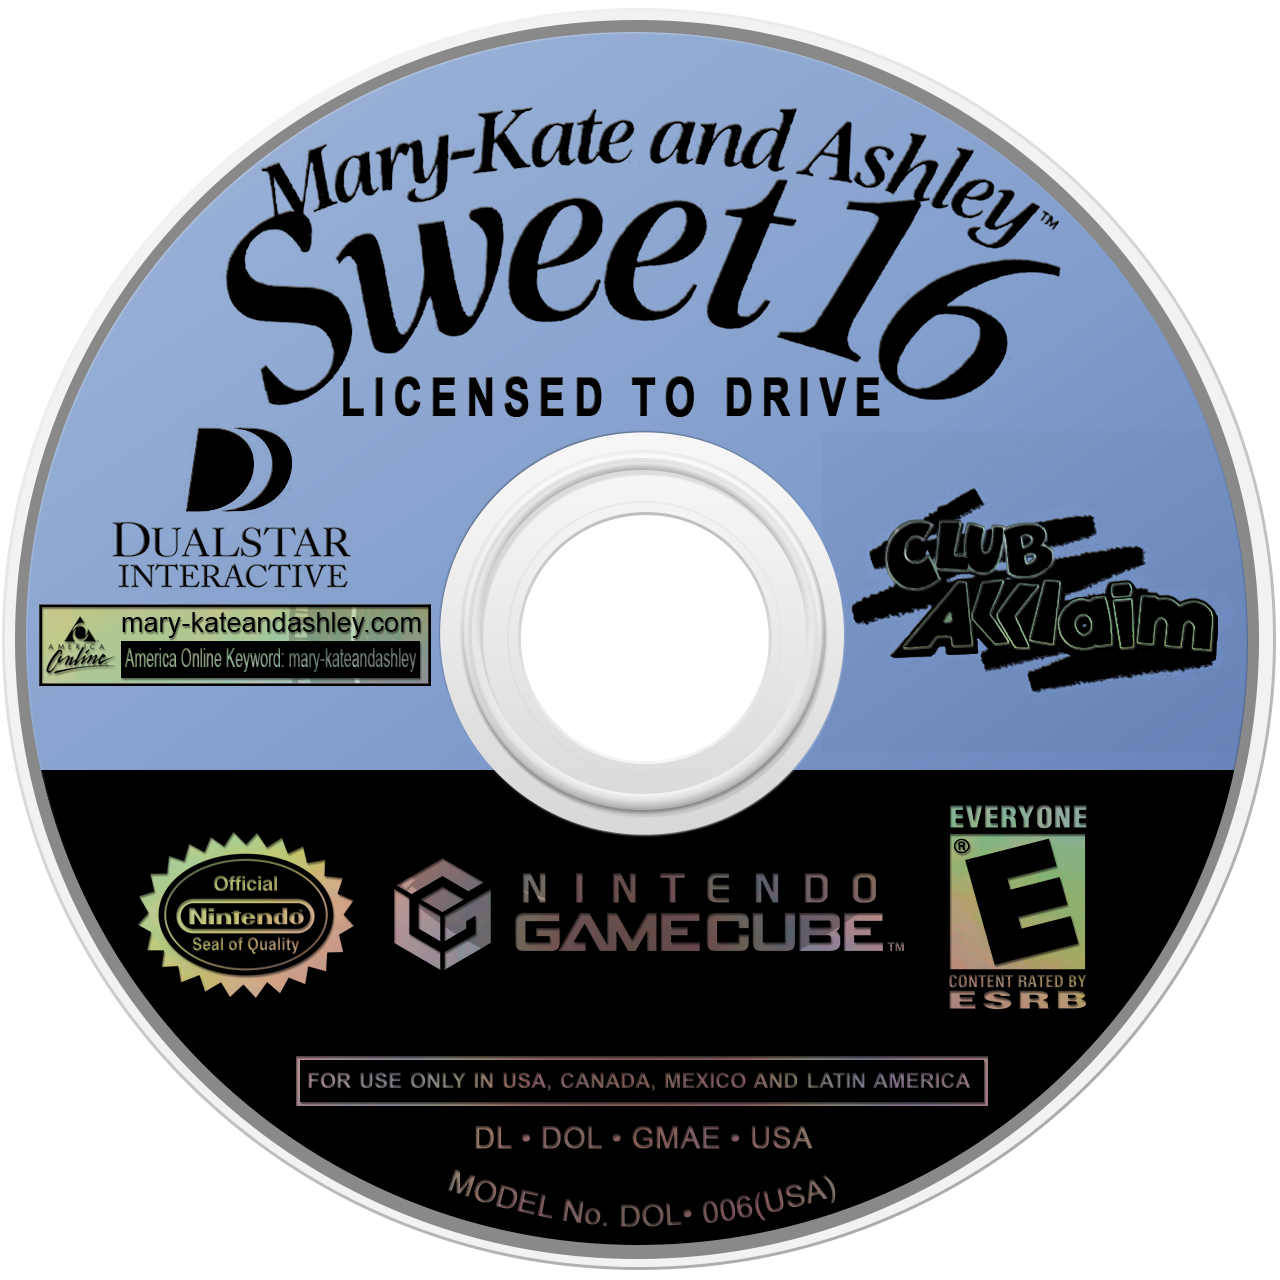 Mary-Kate and Ashley™
Sweet 16
LICENSED TO DRIVE
DUALSTAR
INTERACTIVE
CLUB
AKKlaim
mary-kateandashley.com
AMERICA
Online
America Online Keyword: mary-kateandashley
EVERYONE
®
E
CONTENT RATED BY
ESRB
Official
Nintendo®
Seal of Quality
NINTENDO
GAMECUBE™
FOR USE ONLY IN USA, CANADA, MEXICO AND LATIN AMERICA
DL • DOL • GMAE • USA
MODEL No. DOL• 006(USA)